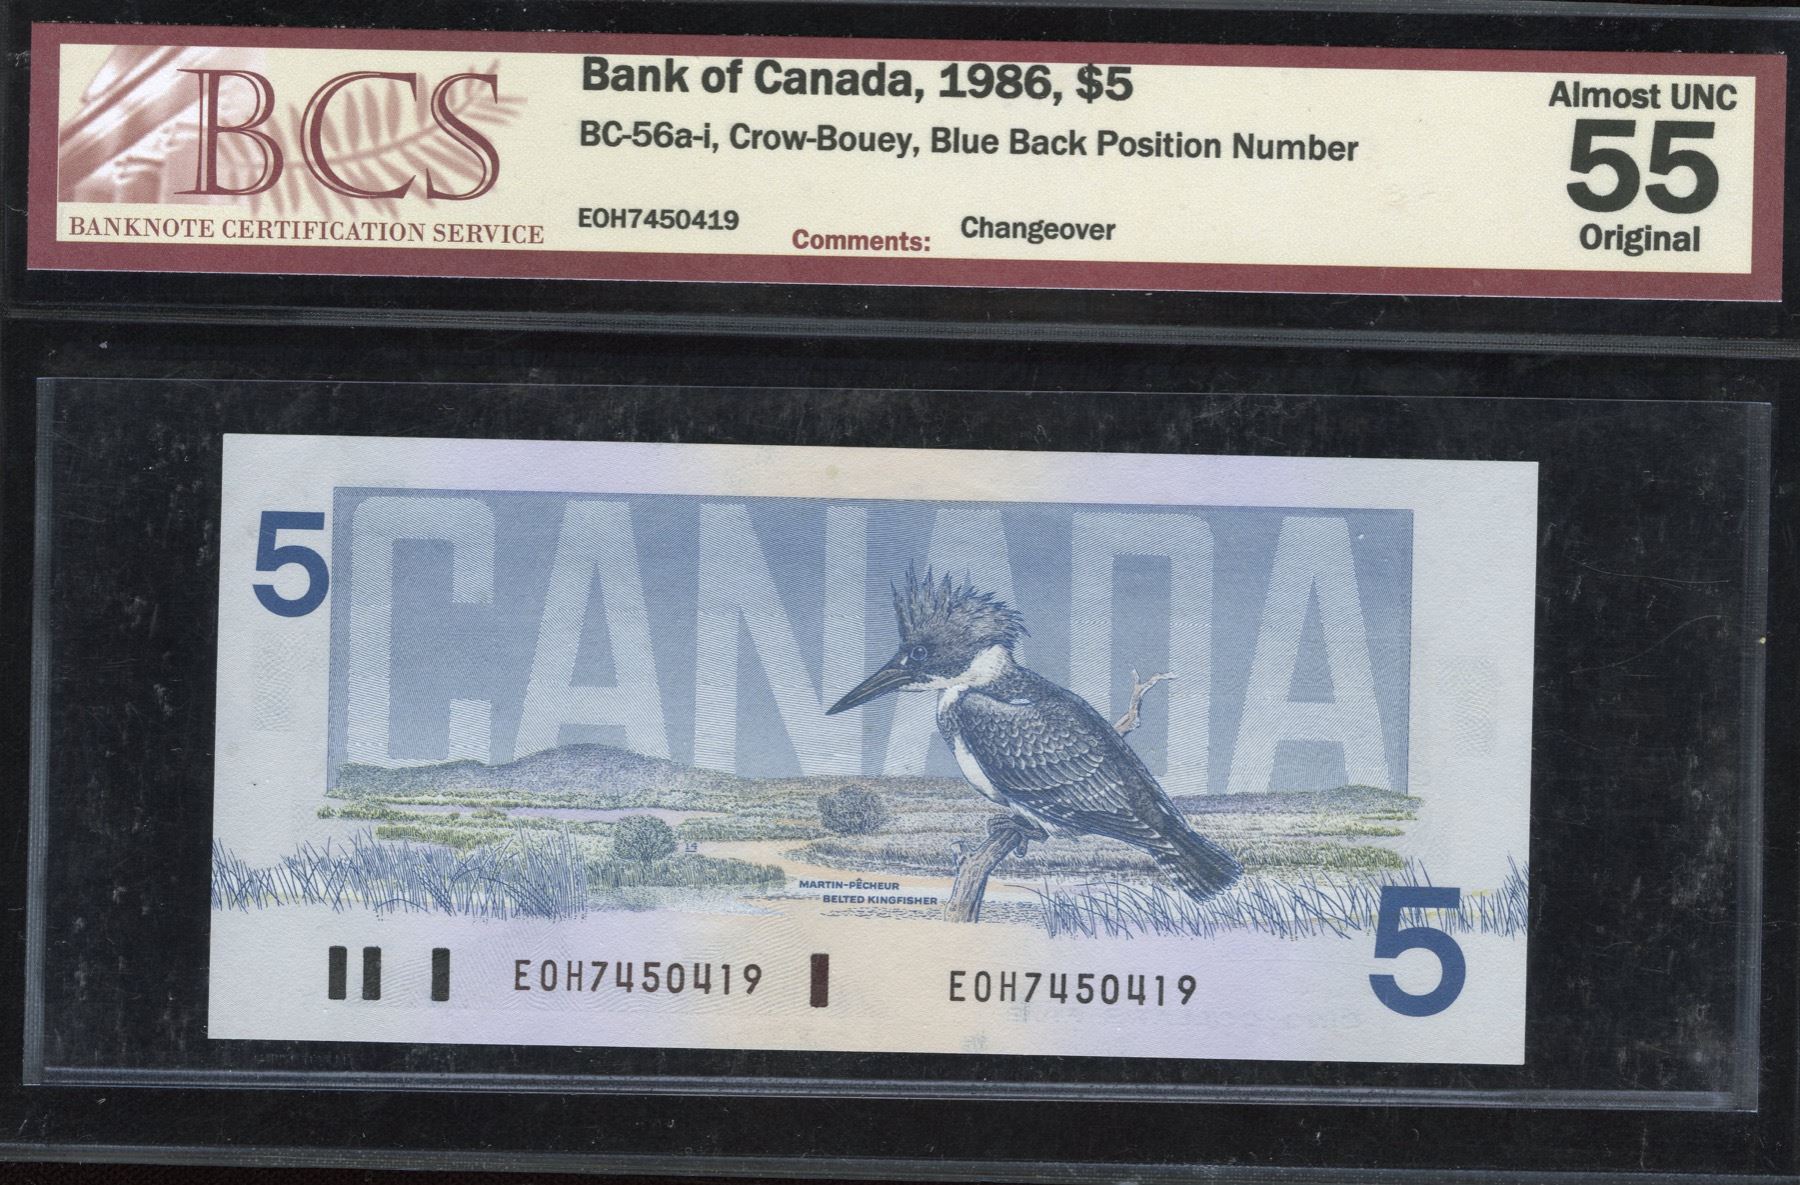 BCS
BANKNOTE CERTIFICATION SERVICE
Bank of Canada, 1986, $5
BC-56a-i, Crow-Bouey, Blue Back Position Number
EOH7450419
Comments: Changeover
Almost UNC
55
Original
5
CANADA
14
MARTIN-PÊCHEUR
BELTED KINGFISHER
5
EOH7450419 EOH7450419